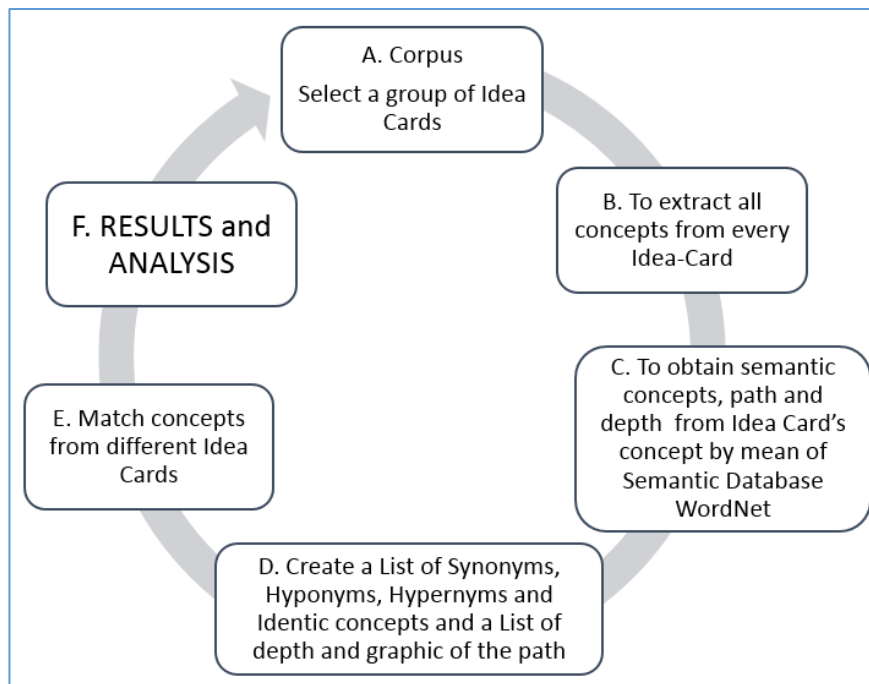 A. Corpus
Select a group of Idea
Cards
B. To extract all
concepts from every
Idea-Card
C. To obtain semantic
concepts, path and
depth from Idea Card’s
concept by mean of
Semantic Database
WordNet
D. Create a List of Synonyms,
Hyponyms, Hypernyms and
Identic concepts and a List of
depth and graphic of the path
E. Match concepts
from different Idea
Cards
F. RESULTS and
ANALYSIS